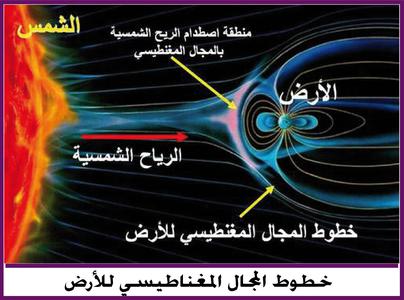 الشمس
منطقة اصطدام الريح الشمسية
بالمجال المغنطيسي
الأرض
الرياح الشمسية
خطوط المجال المغنطيسي للأرض
خطوط المجال المغناطيسي للأرض